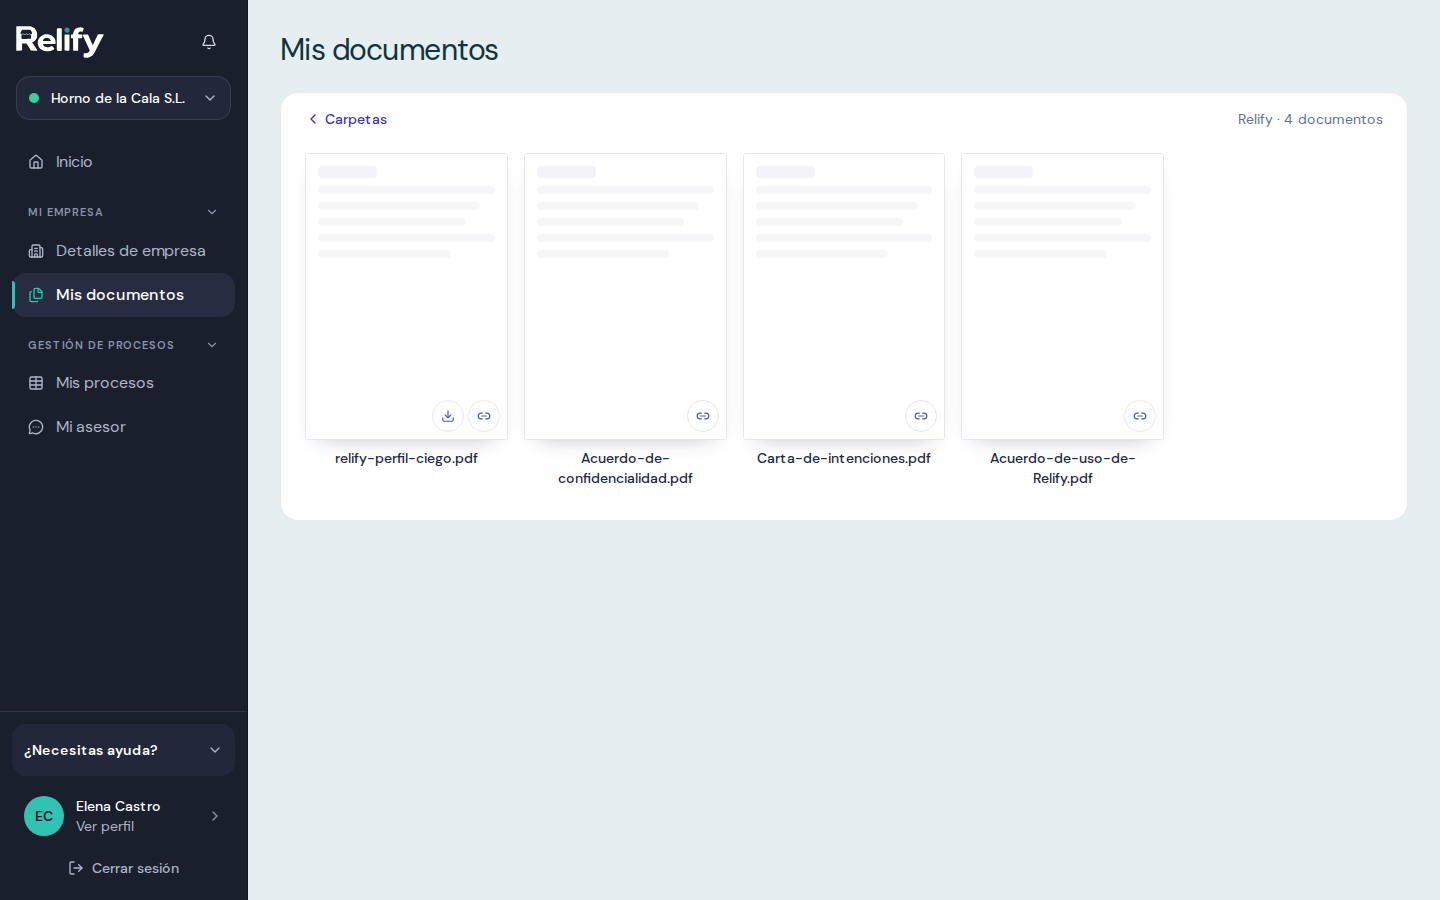 Relify
Horno de la Cala S.L.
Inicio
MI EMPRESA
Detalles de empresa
Mis documentos
GESTIÓN DE PROCESOS
Mis procesos
Mi asesor
¿Necesitas ayuda?
EC
Elena Castro
Ver perfil
Cerrar sesión
Mis documentos
Carpetas
Relify · 4 documentos
relify-perfil-ciego.pdf
Acuerdo-de-
confidencialidad.pdf
Carta-de-intenciones.pdf
Acuerdo-de-uso-de-
Relify.pdf